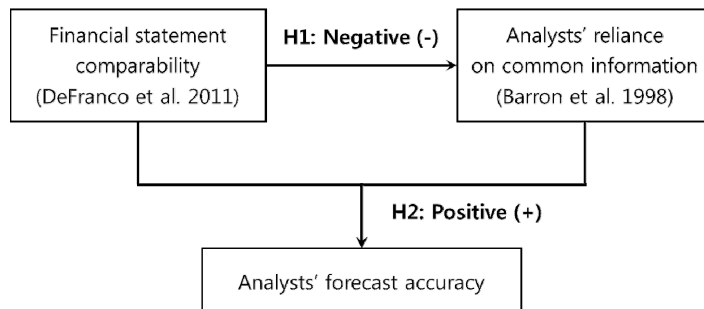 Financial statement
comparability
(DeFranco et al. 2011)
H1: Negative (-)
Analysts' reliance
on common information
(Barron et al. 1998)
H2: Positive (+)
Analysts' forecast accuracy